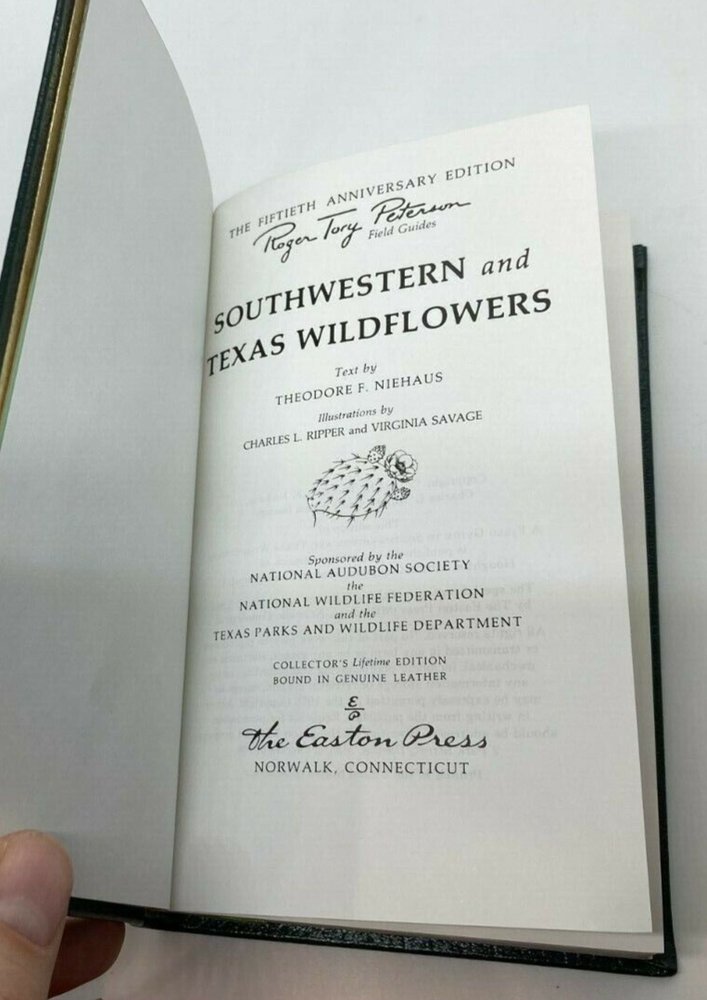 THE FIFTIETH ANNIVERSARY EDITION
Roger Tory Peterson
Field Guides
SOUTHWESTERN and
TEXAS WILDFLOWERS
Text by
THEODORE F. NIEHAUS
Illustrations by
CHARLES L. RIPPER and VIRGINIA SAVAGE
Sponsored by the
NATIONAL AUDUBON SOCIETY
the
NATIONAL WILDLIFE FEDERATION
and the
TEXAS PARKS AND WILDLIFE DEPARTMENT
COLLECTOR'S Lifetime EDITION
BOUND IN GENUINE LEATHER
E
P
The Easton Press
NORWALK, CONNECTICUT